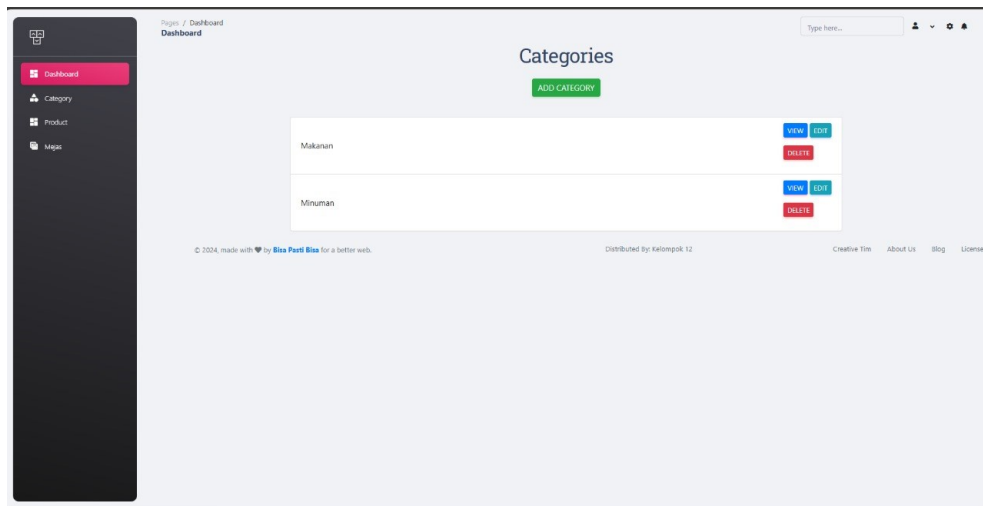 Pages / Dashboard
Dashboard
Type here...
Dashboard
Category
Product
Mejas
Categories
ADD CATEGORY
Makanan
VIEW EDIT
DELETE
Minuman
VIEW EDIT
DELETE
© 2024, made with ♥ by Bisa Pasti Bisa for a better web.
Distributed By: Kelompok 12
Creative Tim About Us Blog License